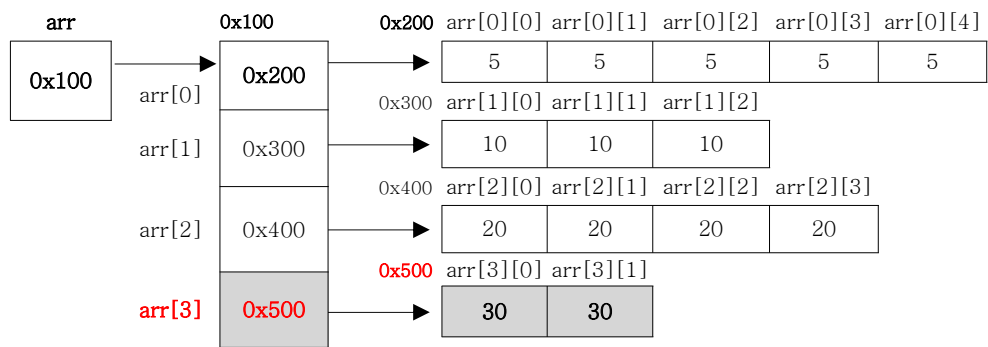 arr 0x100 0x200 arr[0][0] arr[0][1] arr[0][2] arr[0][3] arr[0][4]
0x100 0x200 5 5 5 5 5
arr[0] 0x300 arr[1][0] arr[1][1] arr[1][2]
arr[1] 0x300 10 10 10
0x400 arr[2][0] arr[2][1] arr[2][2] arr[2][3]
arr[2] 0x400 20 20 20 20
0x500 arr[3][0] arr[3][1]
arr[3] 0x500 30 30